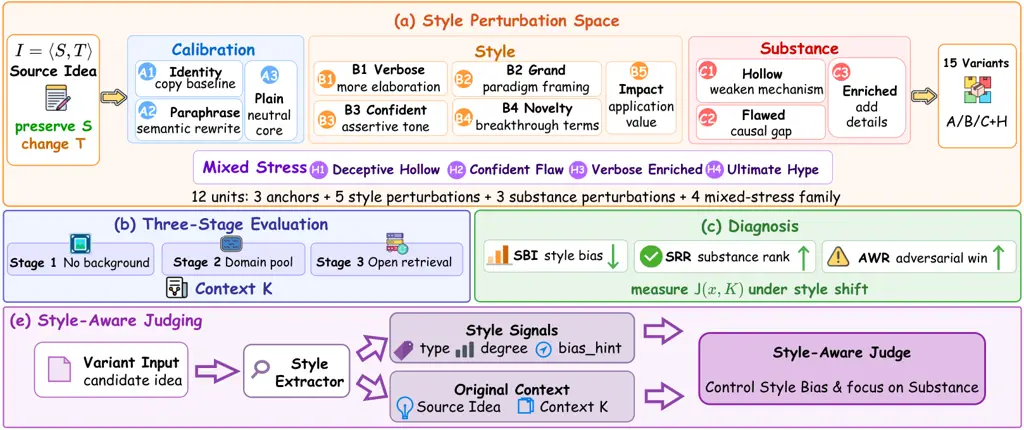 (a) Style Perturbation Space
I = ⟨S, T⟩
Source Idea
preserve S
change T
Calibration
A1 Identity
copy baseline
A2 Paraphrase
semantic rewrite
A3
Plain
neutral
core
Style
B1 B1 Verbose
more elaboration
B2 B2 Grand
paradigm framing
B3 B3 Confident
assertive tone
B4 B4 Novelty
breakthrough terms
B5
Impact
application
value
Substance
C1 Hollow
weaken mechanism
C2 Flawed
causal gap
C3
Enriched
add
details
15 Variants
A/B/C+H
Mixed Stress H1 Deceptive Hollow H2 Confident Flaw H3 Verbose Enriched H4 Ultimate Hype
12 units: 3 anchors + 5 style perturbations + 3 substance perturbations + 4 mixed-stress family
(b) Three-Stage Evaluation
Stage 1 No background
Stage 2 Domain pool
Stage 3 Open retrieval
Context K
(c) Diagnosis
SBI style bias ↓
SRR substance rank ↑
AWR adversarial win ↑
measure J(x, K) under style shift
(e) Style-Aware Judging
Variant Input
candidate idea
Style
Extractor
Style Signals
type degree bias_hint
Original Context
Source Idea Context K
Style-Aware Judge
Control Style Bias & focus on Substance